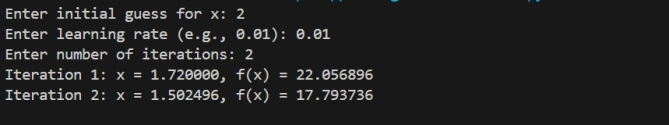 Enter initial guess for x: 2
Enter learning rate (e.g., 0.01): 0.01
Enter number of iterations: 2
Iteration 1: x = 1.720000, f(x) = 22.056896
Iteration 2: x = 1.502496, f(x) = 17.793736